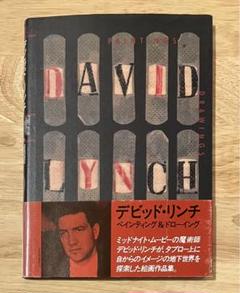 PAINTINGS
DAVID
DRAWINGS
LYNCH
デビッド・リンチ
ペインティング&ドローイング
ミッドナイト・ムービーの魔術師
デビッド・リンチが、タブロー上に
自からのイメージの地下世界を
探索した絵画作品集。